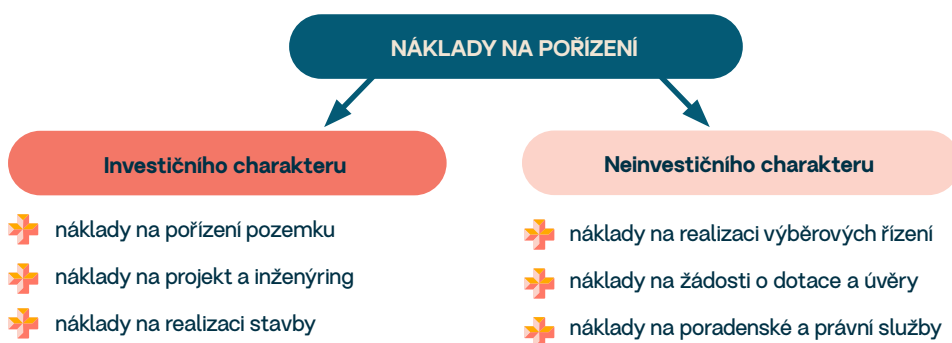 NÁKLADY NA POŘÍZENÍ
Investičního charakteru
náklady na pořízení pozemku
náklady na projekt a inženýring
náklady na realizaci stavby
Neinvestičního charakteru
náklady na realizaci výběrových řízení
náklady na žádosti o dotace a úvěry
náklady na poradenské a právní služby